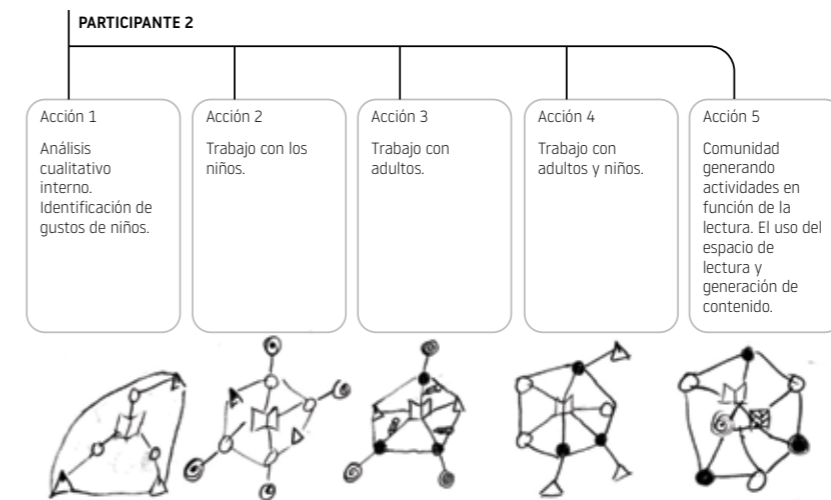 PARTICIPANTE 2
Acción 1
Análisis
cualitativo
interno.
Identificación de
gustos de niños.
Acción 2
Trabajo con los
niños.
Acción 3
Trabajo con
adultos.
Acción 4
Trabajo con
adultos y niños.
Acción 5
Comunidad
generando
actividades en
función de la
lectura. El uso del
espacio de
lectura y
generación de
contenido.